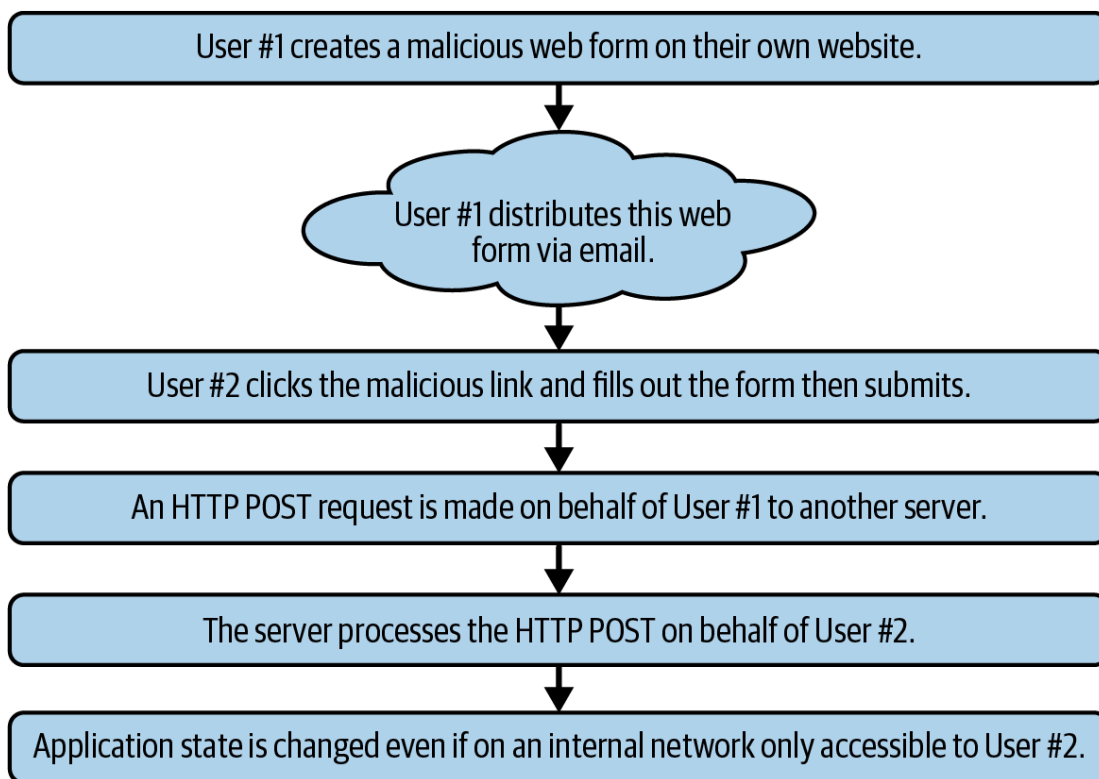 User #1 creates a malicious web form on their own website.
User #1 distributes this web
form via email.
User #2 clicks the malicious link and fills out the form then submits.
An HTTP POST request is made on behalf of User #1 to another server.
The server processes the HTTP POST on behalf of User #2.
Application state is changed even if on an internal network only accessible to User #2.